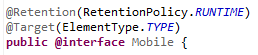 @Retention(RetentionPolicy.RUNTIME)
@Target(ElementType.TYPE)
public @interface Mobile {